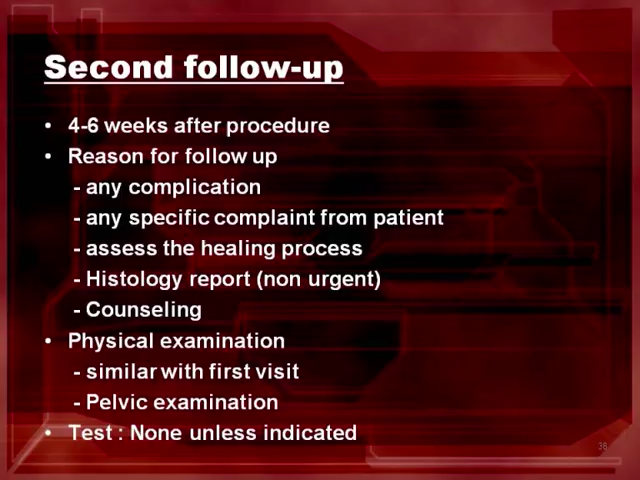 Second follow-up
• 4-6 weeks after procedure
• Reason for follow up
- any complication
- any specific complaint from patient
- assess the healing process
- Histology report (non urgent)
- Counseling
• Physical examination
- similar with first visit
- Pelvic examination
• Test : None unless indicated
38